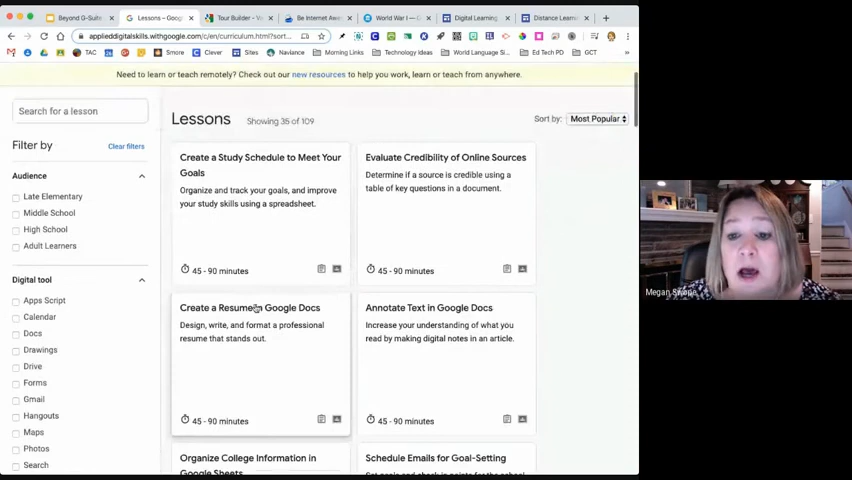 Beyond G-Suite
Lessons – Goog
Tour Builder - Ve
Be Internet Awe
World War I —
Digital Learning
Distance Learn
applieddigitalskills.withgoogle.com/c/en/curriculum.html?sort...
TAC
26
Smore
Clever
Sites
Naviance
Morning Links
Technology Ideas
World Language Si...
Ed Tech PD
GCT
Need to learn or teach remotely? Check out our new resources to help you work, learn or teach from anywhere.
Search for a lesson
Lessons
Showing 35 of 109
Sort by:
Most Popular
Filter by
Clear filters
Audience
Late Elementary
Middle School
High School
Adult Learners
Digital tool
Apps Script
Calendar
Docs
Drawings
Drive
Forms
Gmail
Hangouts
Maps
Photos
Search
Create a Study Schedule to Meet Your
Goals
Organize and track your goals, and improve
your study skills using a spreadsheet.
45 - 90 minutes
Evaluate Credibility of Online Sources
Determine if a source is credible using a
table of key questions in a document.
45 - 90 minutes
Create a Resume in Google Docs
Design, write, and format a professional
resume that stands out.
45 - 90 minutes
Annotate Text in Google Docs
Increase your understanding of what you
read by making digital notes in an article.
45 - 90 minutes
Organize College Information in
Google Sheets
Schedule Emails for Goal-Setting
Megan Swope